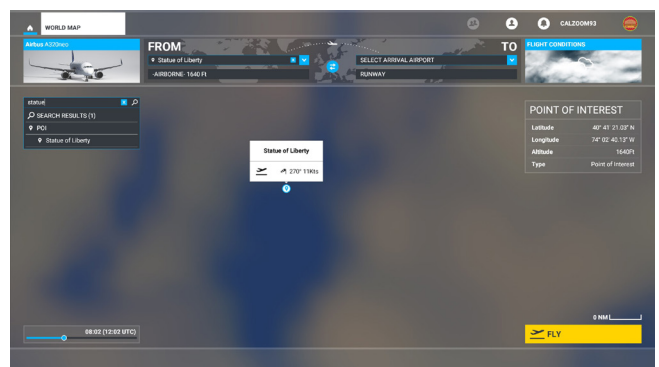 WORLD MAP
CALZOOM93
Airbus A320neo
FROM
TO
FLIGHT CONDITIONS
Statue of Liberty
SELECT ARRIVAL AIRPORT
-AIRBORNE- 1640 Ft
RUNWAY
statue
SEARCH RESULTS (1)
POI
Statue of Liberty
Statue of Liberty
270° 11Kts
POINT OF INTEREST
Latitude 40° 41' 21.03" N
Longitude 74° 02' 40.13" W
Altitude 1640Ft
Type Point of Interest
0 NM
08:02 (12:02 UTC)
FLY